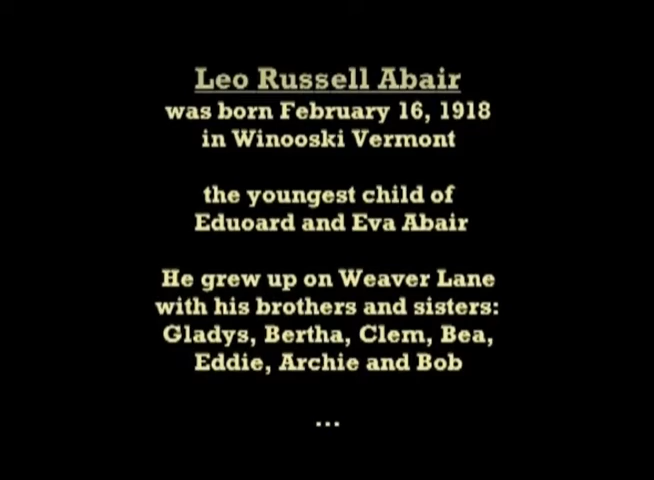 Leo Russell Abair
was born February 16, 1918
in Winooski Vermont
the youngest child of
Eduoard and Eva Abair
He grew up on Weaver Lane
with his brothers and sisters:
Gladys, Bertha, Clem, Bea,
Eddie, Archie and Bob
...